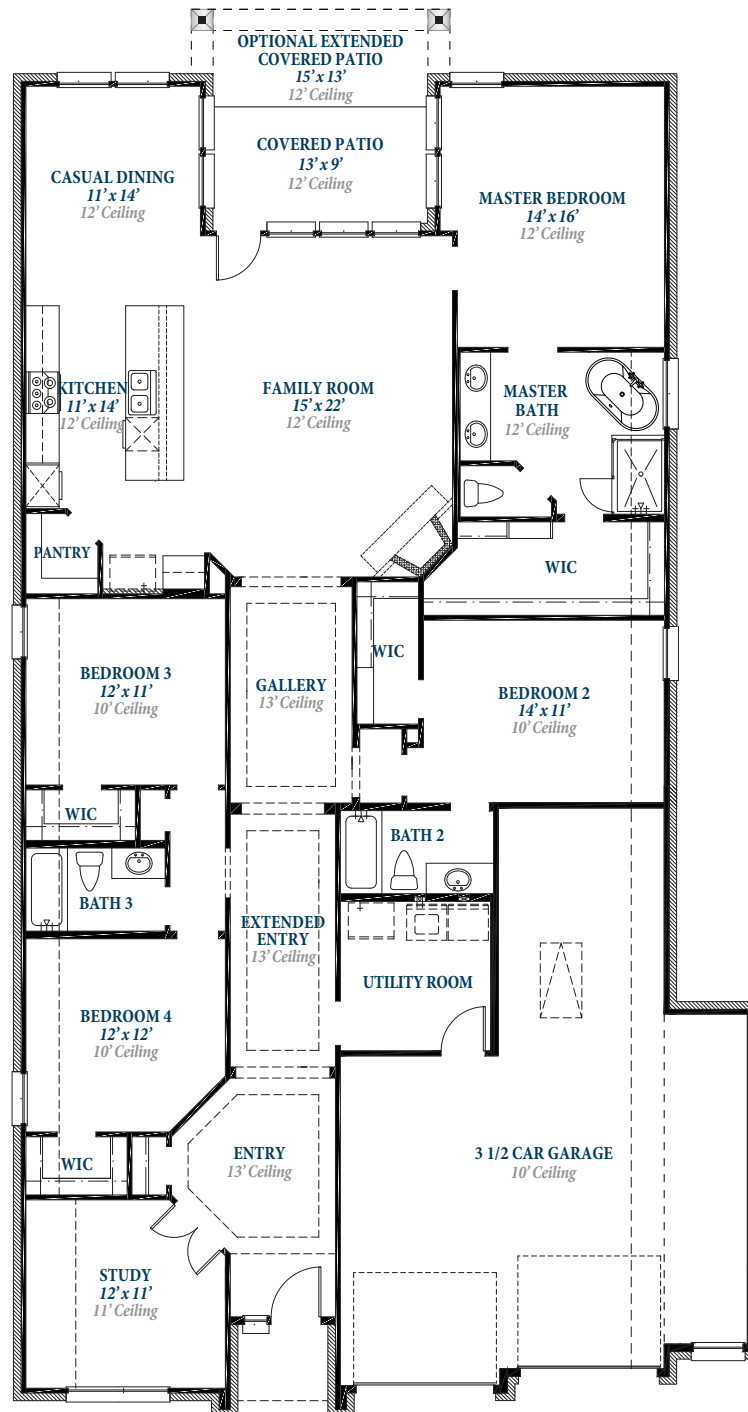 OPTIONAL EXTENDED
COVERED PATIO
15' x 13'
12' Ceiling
COVERED PATIO
13' x 9'
12' Ceiling
CASUAL DINING
11' x 14'
12' Ceiling
MASTER BEDROOM
14' x 16'
12' Ceiling
KITCHEN
11' x 14'
12' Ceiling
FAMILY ROOM
15' x 22'
12' Ceiling
MASTER
BATH
12' Ceiling
PANTRY
WIC
BEDROOM 3
12' x 11'
10' Ceiling
GALLERY
13' Ceiling
WIC
BEDROOM 2
14' x 11'
10' Ceiling
WIC
BATH 3
BATH 2
EXTENDED
ENTRY
13' Ceiling
UTILITY ROOM
BEDROOM 4
12' x 12'
10' Ceiling
WIC
ENTRY
13' Ceiling
3 1/2 CAR GARAGE
10' Ceiling
STUDY
12' x 11'
11' Ceiling